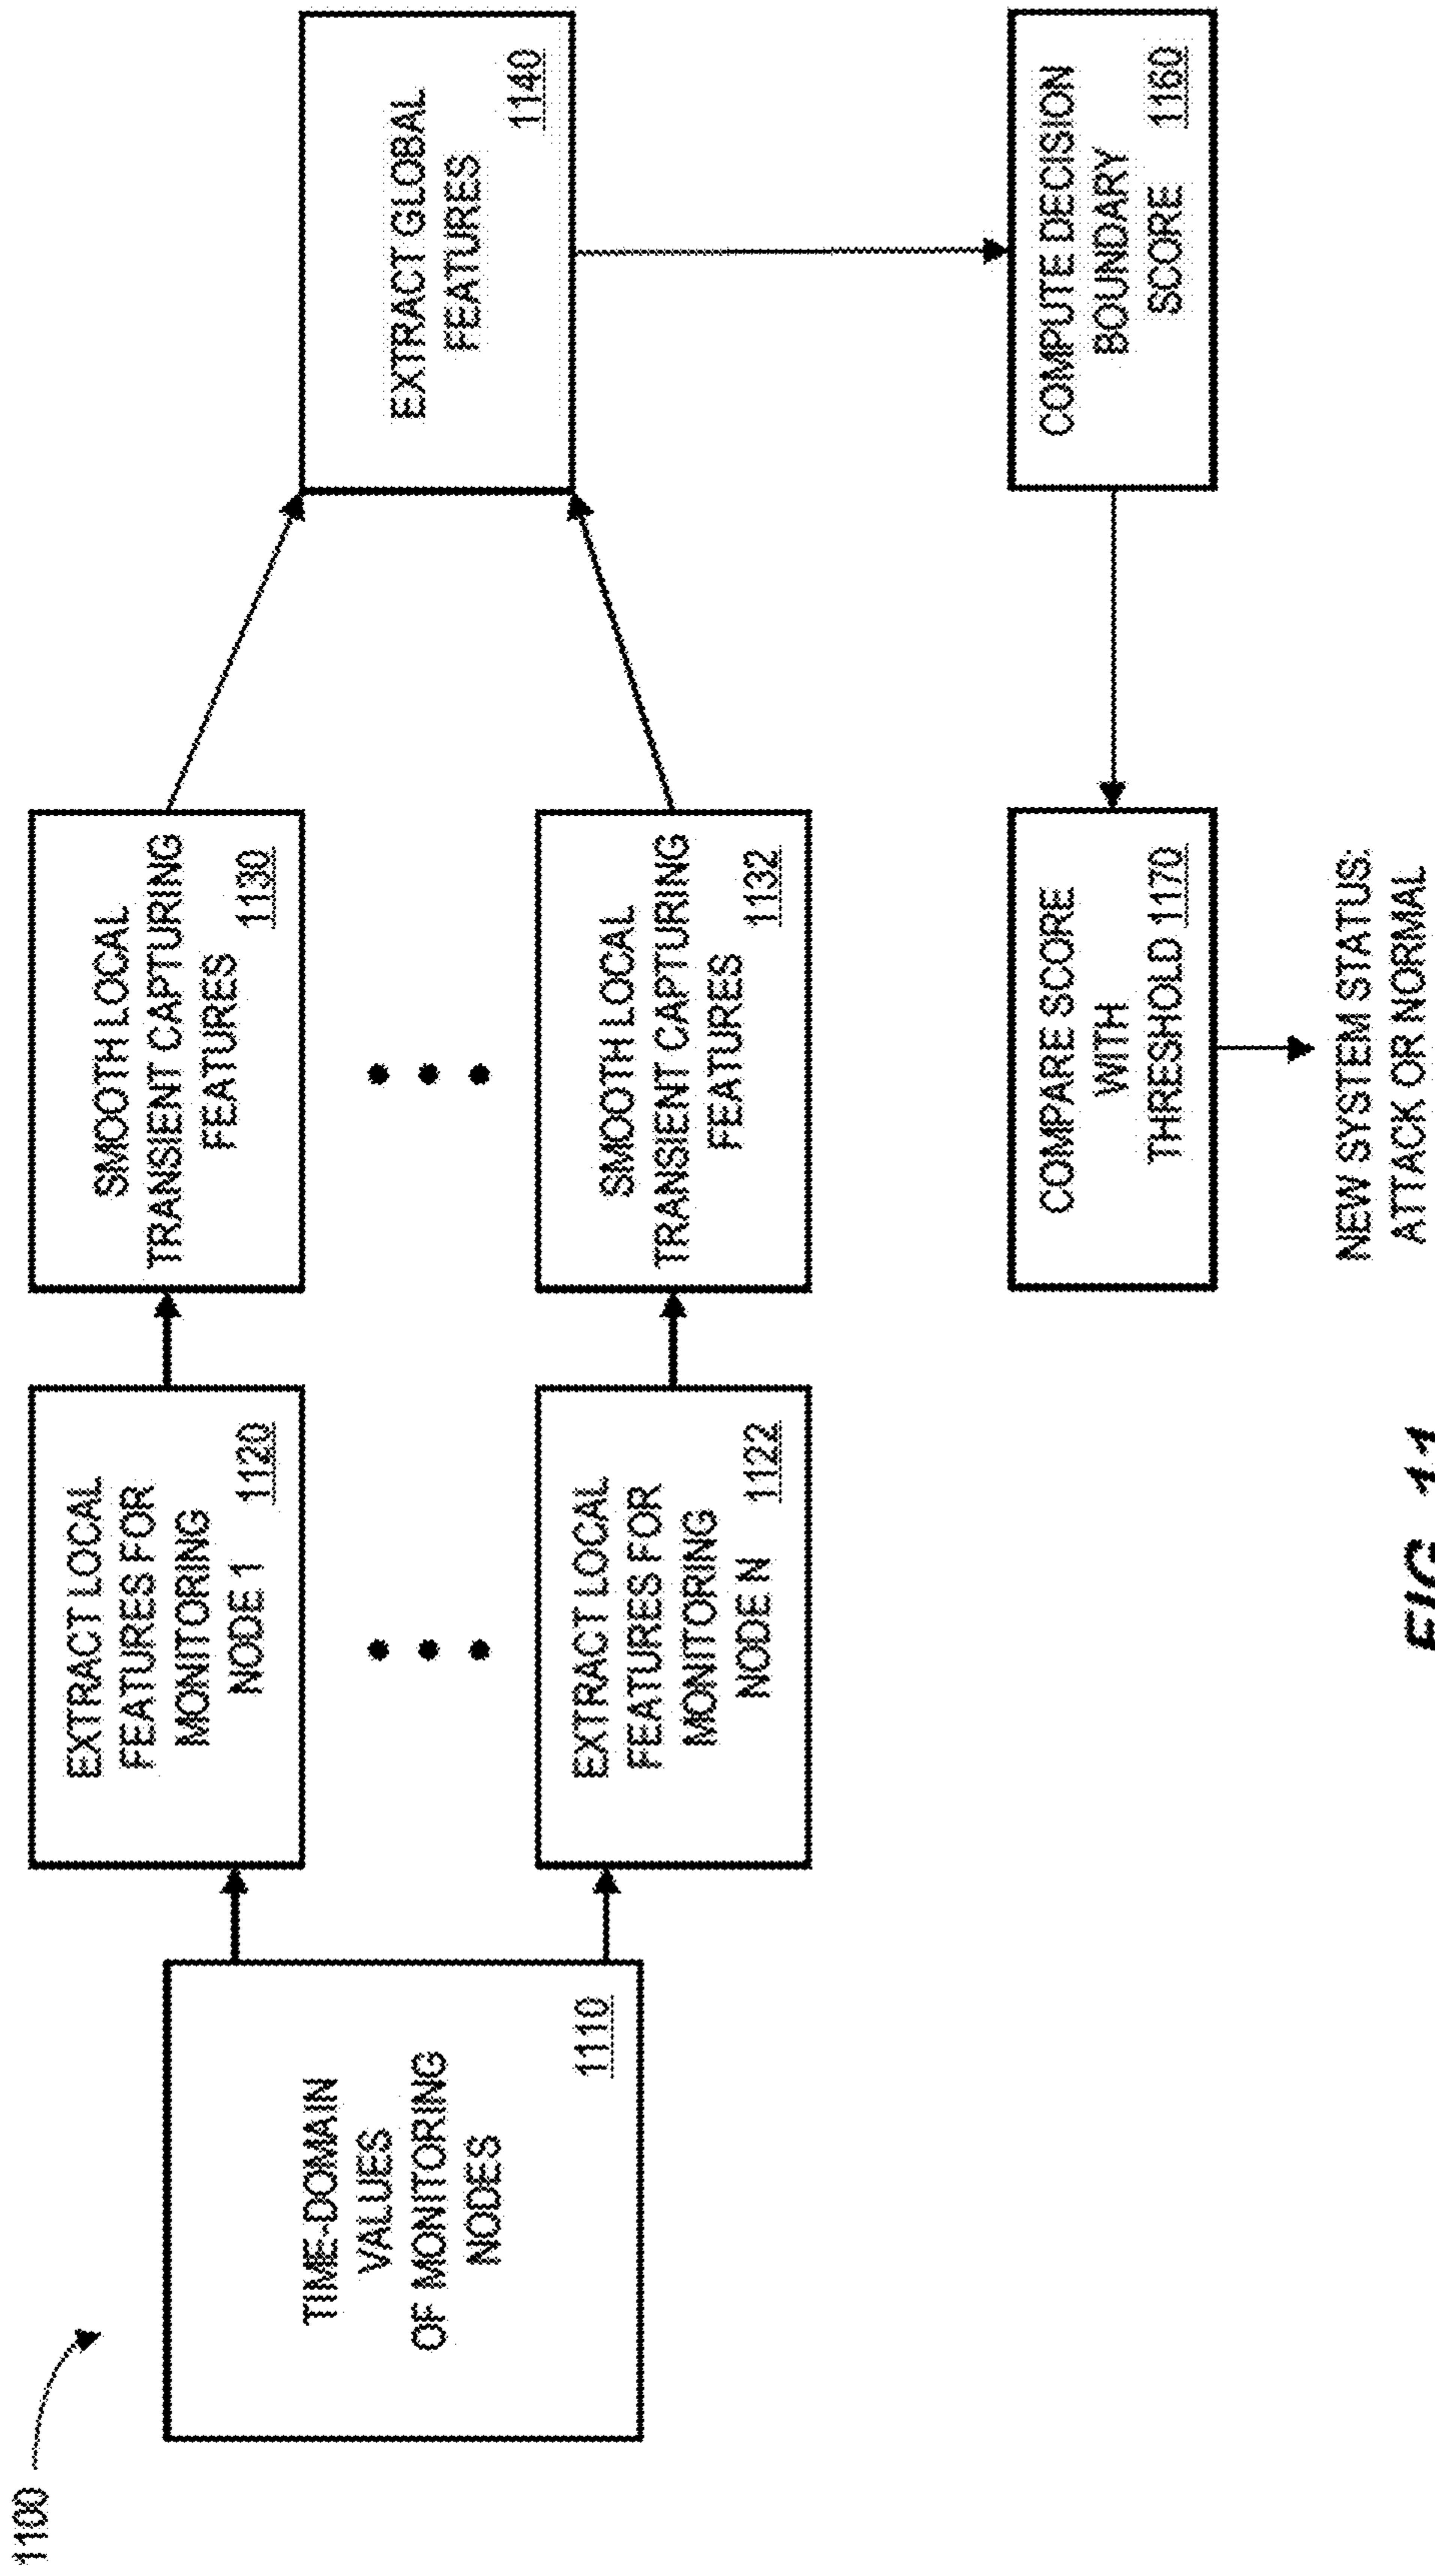 1100
TIME-DOMAIN
VALUES
OF MONITORING
NODES
1110
EXTRACT LOCAL
FEATURES FOR
MONITORING
NODE 1
1120
EXTRACT LOCAL
FEATURES FOR
MONITORING
NODE N
1122
SMOOTH LOCAL
TRANSIENT CAPTURING
FEATURES
1130
SMOOTH LOCAL
TRANSIENT CAPTURING
FEATURES
1132
EXTRACT GLOBAL
FEATURES
1140
COMPUTE DECISION
BOUNDARY
SCORE 1160
COMPARE SCORE
WITH
THRESHOLD 1170
NEW SYSTEM STATUS:
ATTACK OR NORMAL
FIG. 11